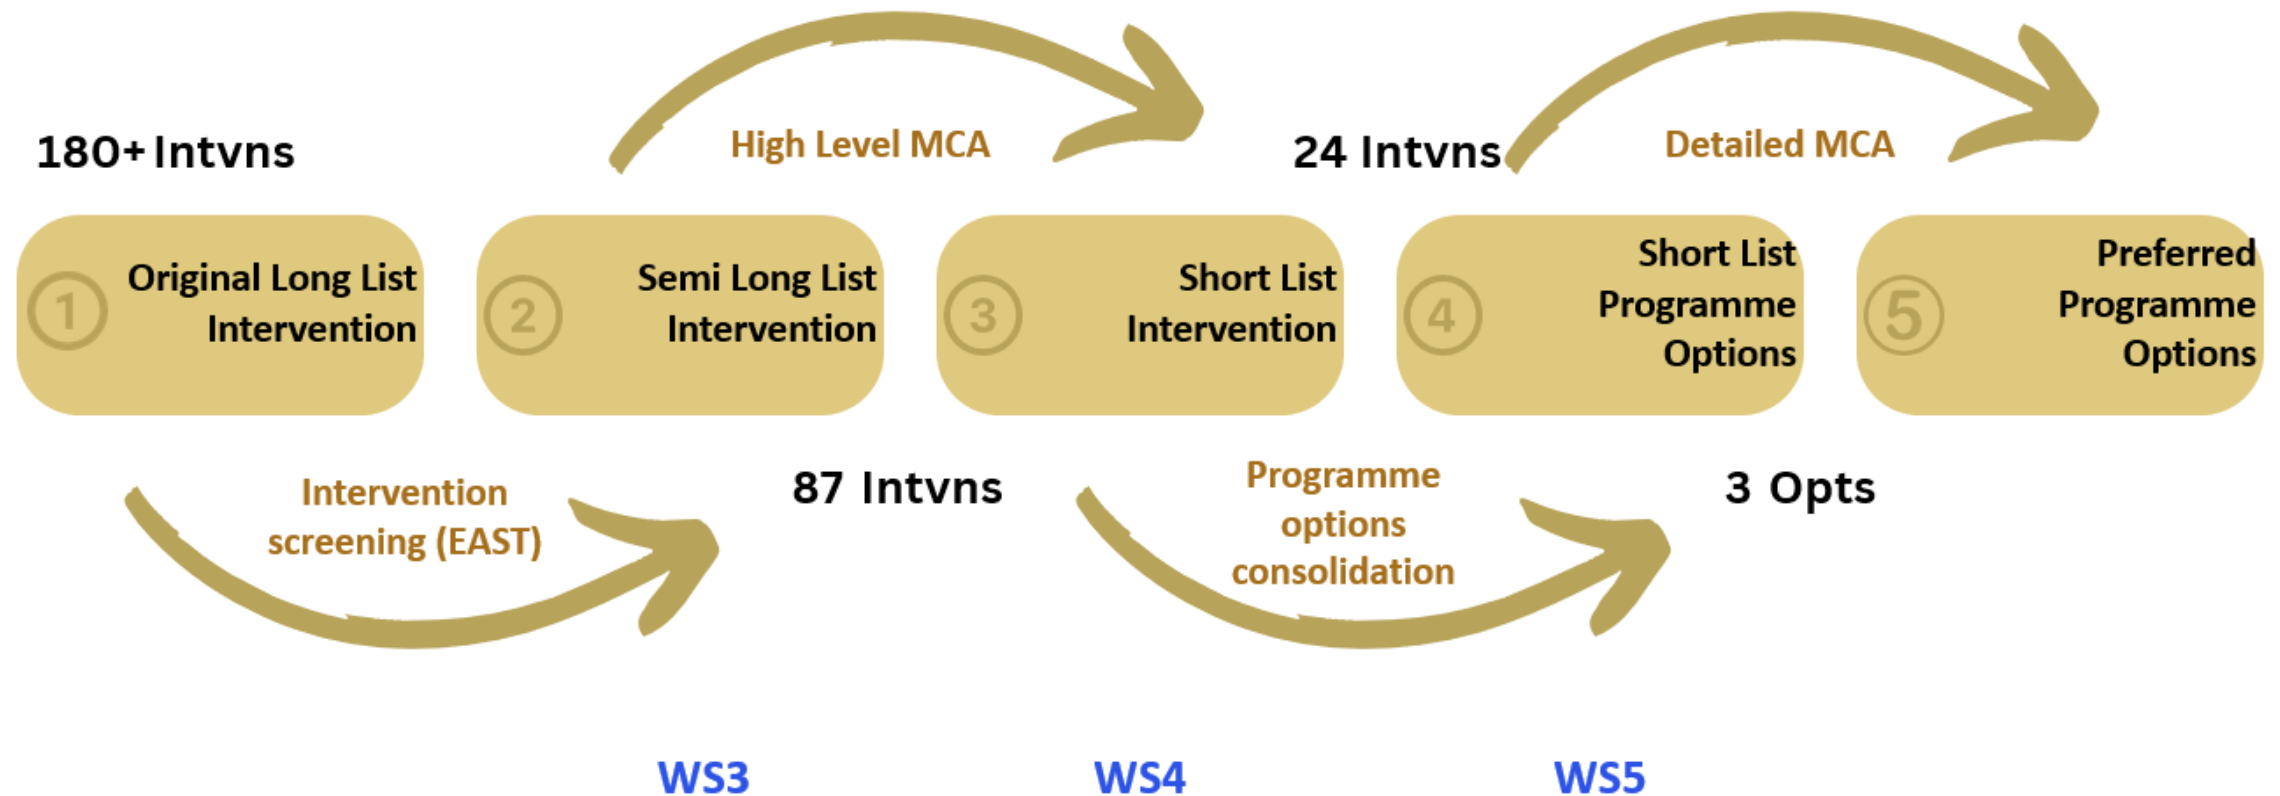 180+ Intvns
High Level MCA
24 Intvns
Detailed MCA
1
Original Long List
Intervention
2
Semi Long List
Intervention
3
Short List
Intervention
4
Short List
Programme
Options
5
Preferred
Programme
Options
Intervention
screening (EAST)
87 Intvns
Programme
options
consolidation
3 Opts
WS3
WS4
WS5